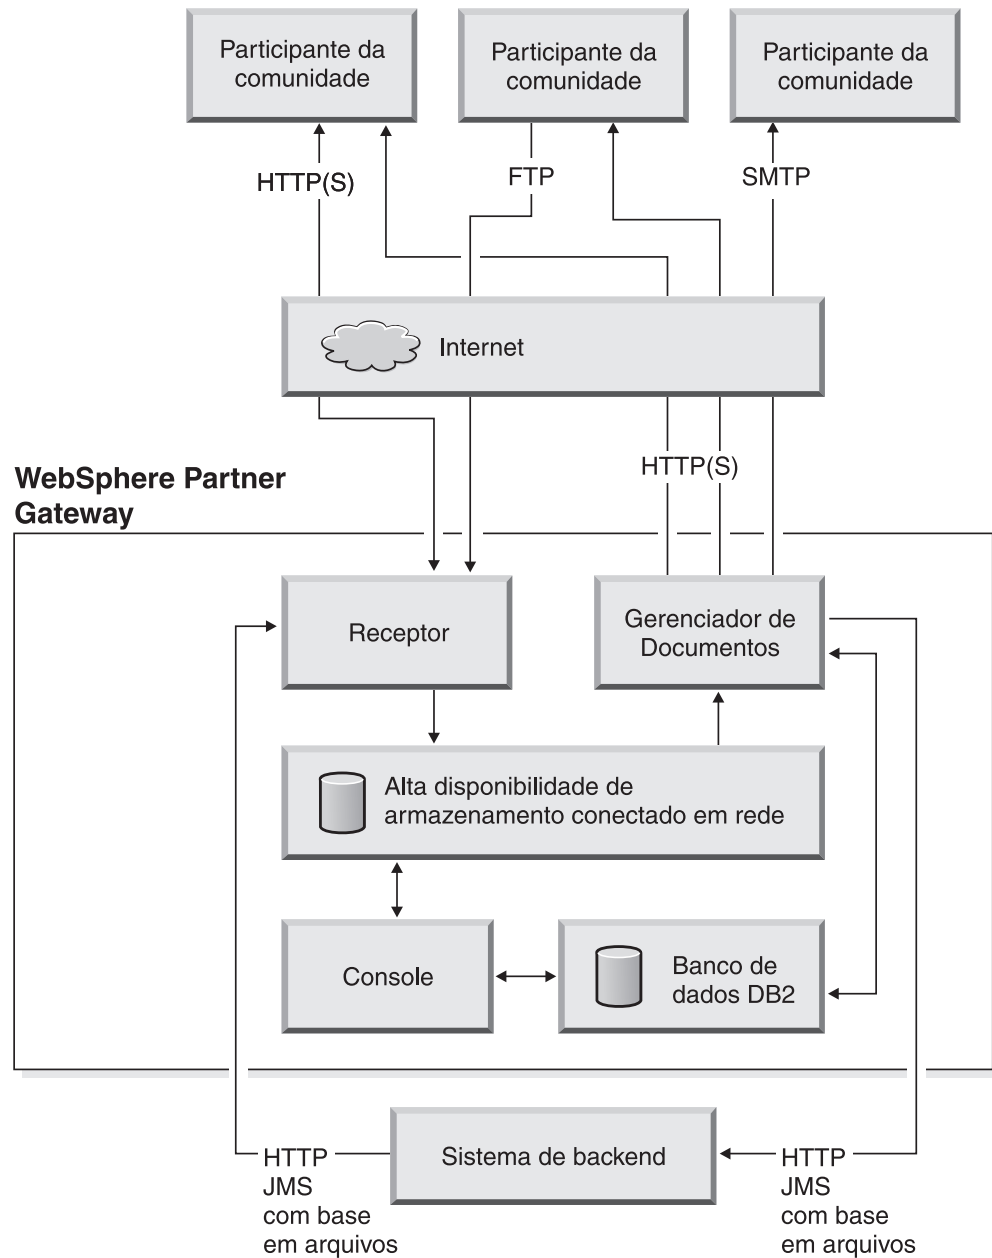 Participante da
comunidade
Participante da
comunidade
Participante da
comunidade
HTTP(S)
FTP
SMTP
Internet
HTTP(S)
WebSphere Partner
Gateway
Receptor
Gerenciador de
Documentos
Alta disponibilidade de
armazenamento conectado em rede
Console
Banco de
dados DB2
Sistema de backend
HTTP
JMS
com base
em arquivos
HTTP
JMS
com base
em arquivos